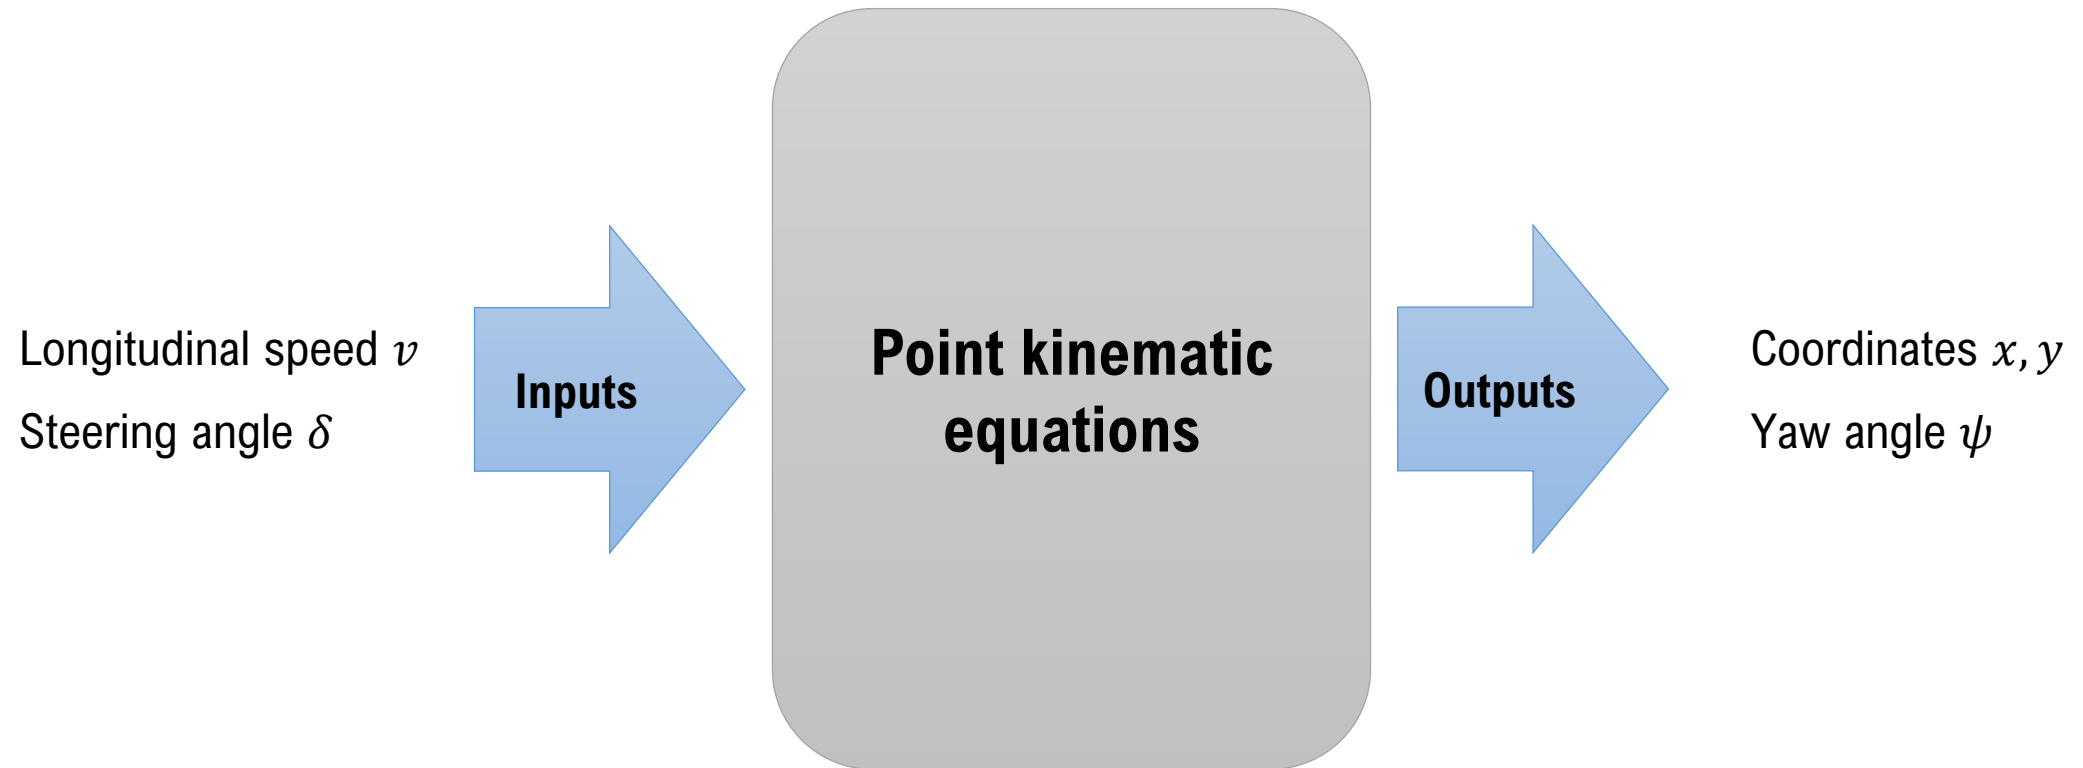 Longitudinal speed 𝑣
Steering angle 𝛿
Inputs
Point kinematic
equations
Outputs
Coordinates 𝑥, 𝑦
Yaw angle 𝜓